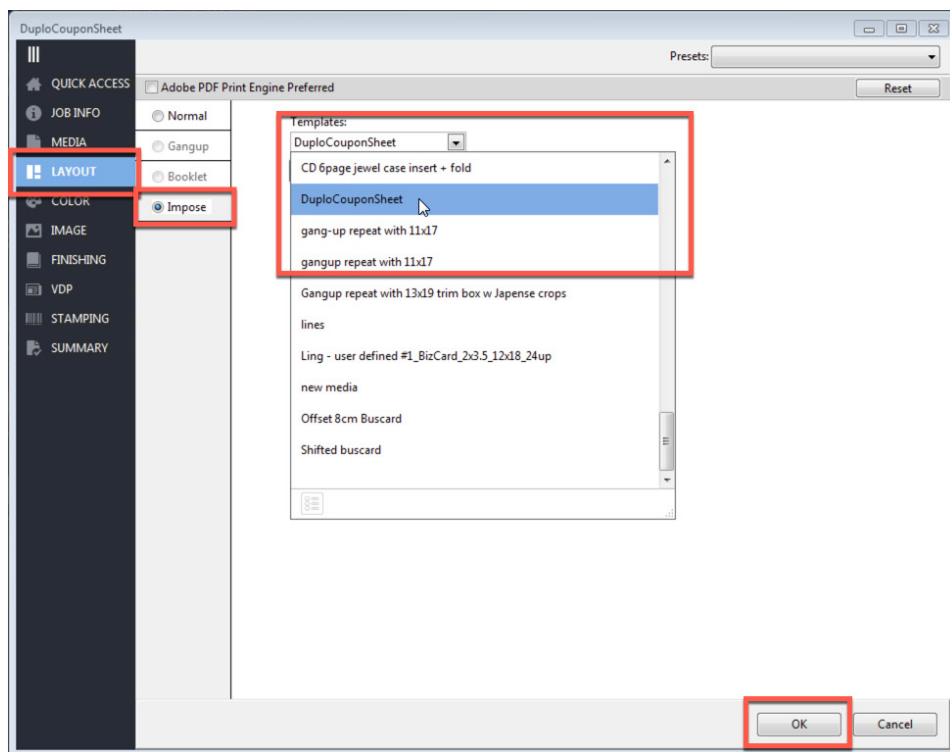 DuploCouponSheet
Presets:
QUICK ACCESS
Adobe PDF Print Engine Preferred
Reset
JOB INFO
Normal
Templates:
MEDIA
Gangup
DuploCouponSheet
LAYOUT
Booklet
CD 6page jewel case insert + fold
COLOR
Impose
DuploCouponSheet
IMAGE
gang-up repeat with 11x17
FINISHING
gangup repeat with 11x17
VDP
Gangup repeat with 13x19 trim box w Japense crops
STAMPING
lines
SUMMARY
Ling - user defined #1_BizCard_2x3.5_12x18_24up
new media
Offset 8cm Buscard
Shifted buscard
OK
Cancel